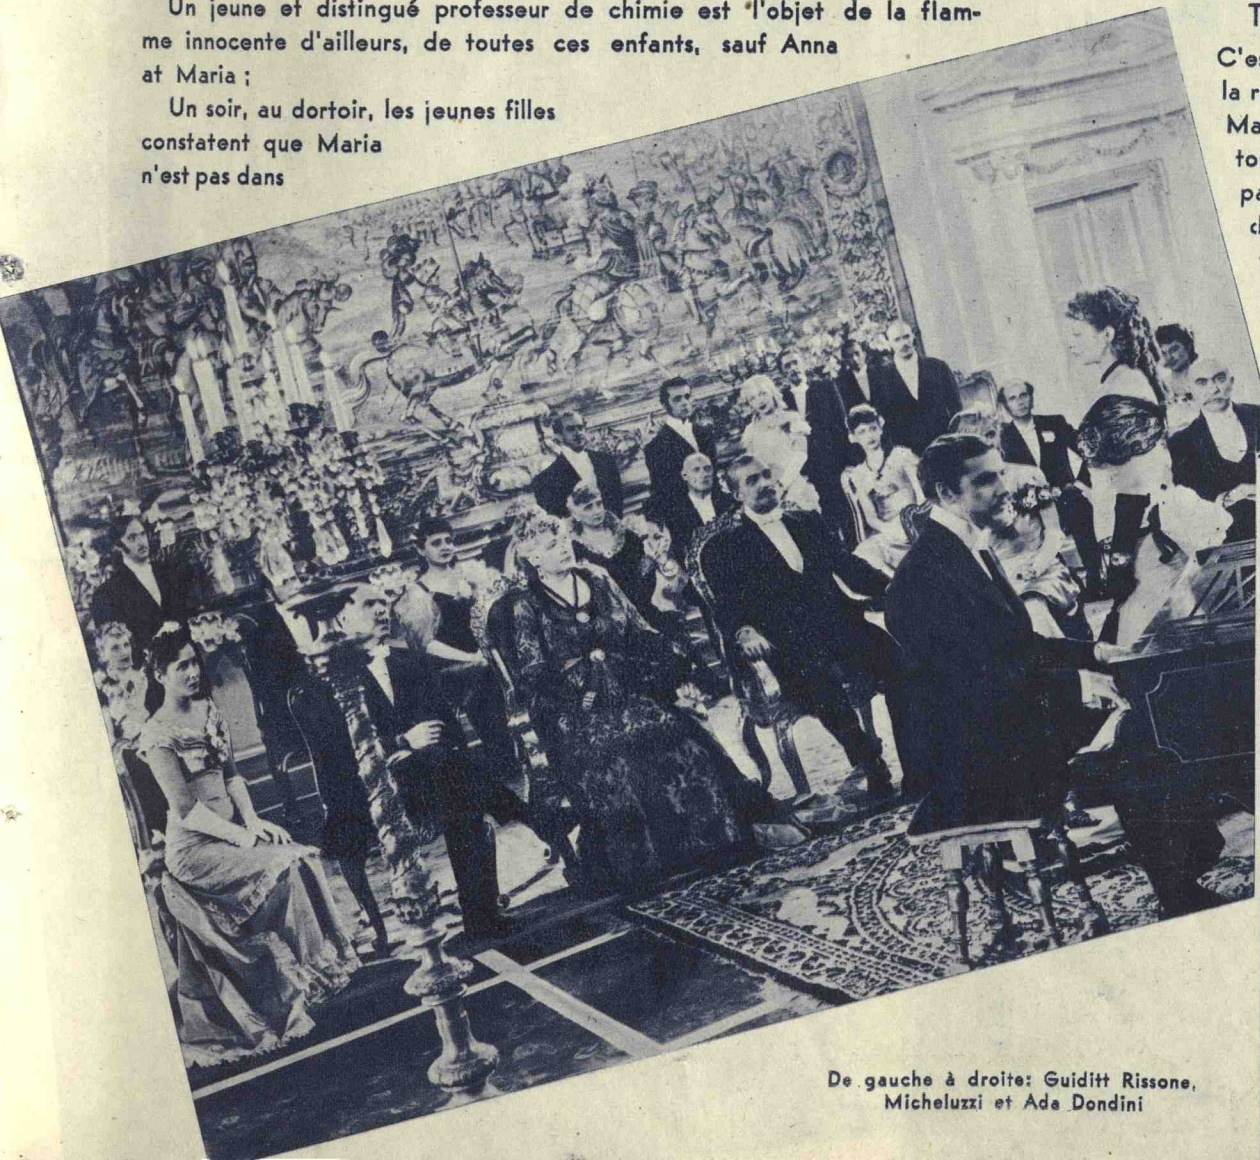 Un jeune et distingué professeur de chimie est l'objet de la flam-
me innocente d'ailleurs, de toutes ces enfants, sauf Anna
at Maria ;
Un soir, au dortoir, les jeunes filles
constatent que Maria
n'est pas dans
C'es
la r
Ma
to
pa
De gauche à droite: Guiditt Rissone,
Micheluzzi et Ada Dondini